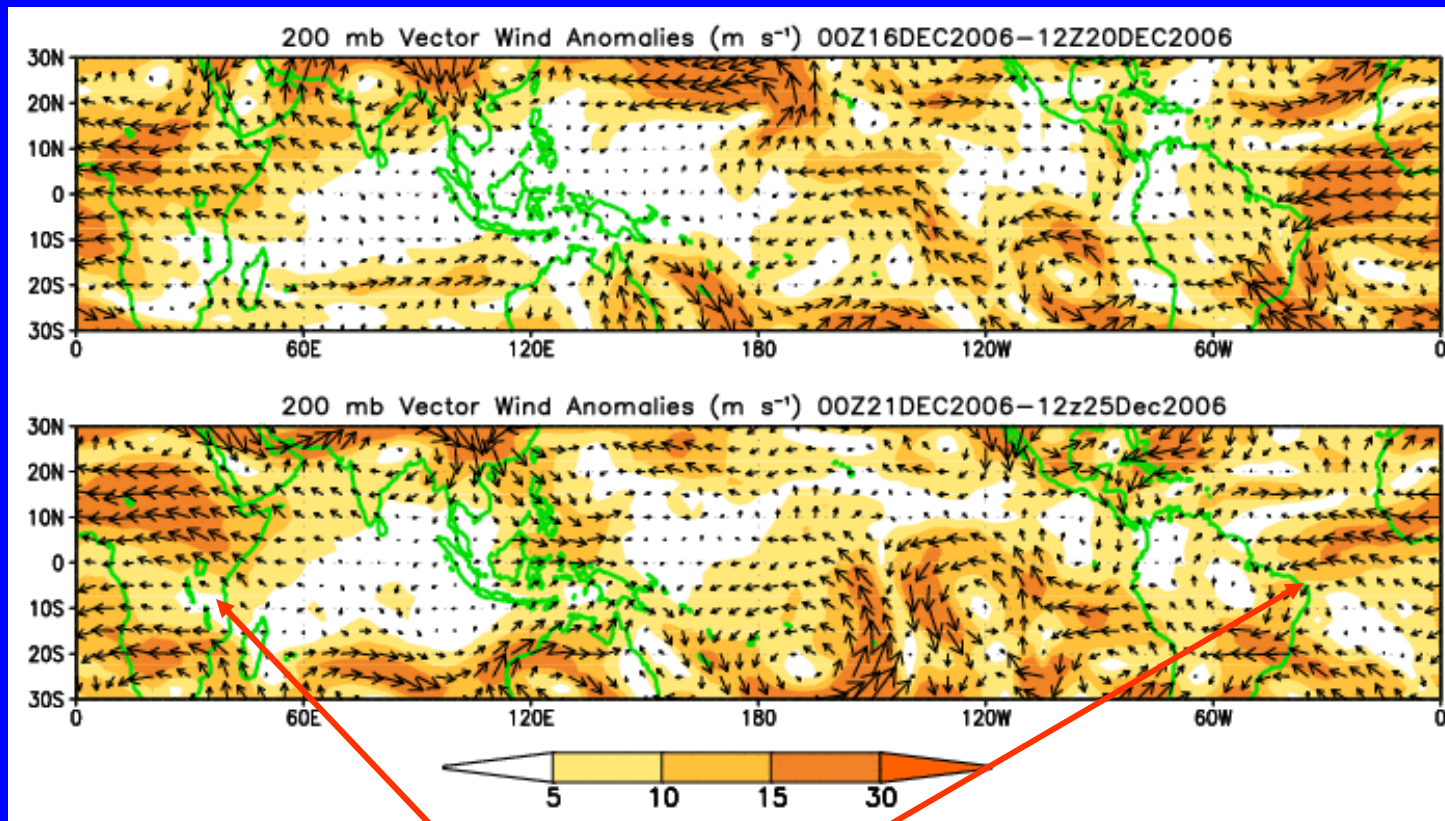 200 mb Vector Wind Anomalies (m s⁻¹) 00Z16DEC2006–12Z20DEC2006
30N
20N
10N
0
10S
20S
30S
0 60E 120E 180 120W 60W 0
200 mb Vector Wind Anomalies (m s⁻¹) 00Z21DEC2006–12z25Dec2006
30N
20N
10N
0
10S
20S
30S
0 60E 120E 180 120W 60W 0
5 10 15 30